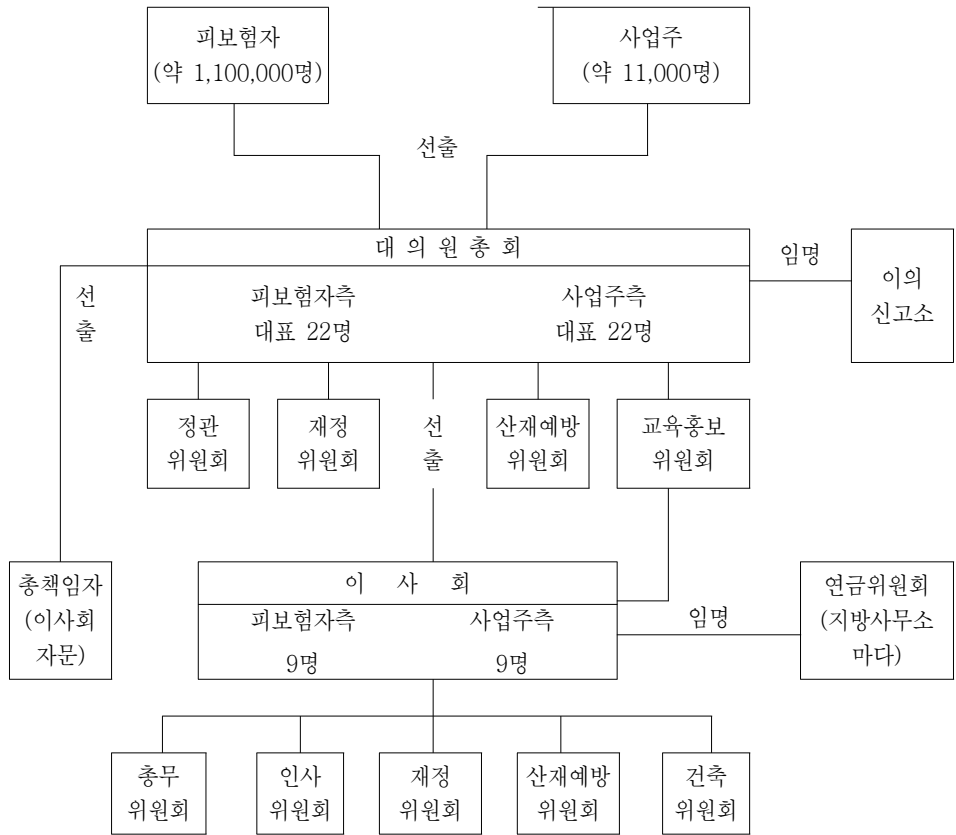 피보험자
(약 1,100,000명)
사업주
(약 11,000명)
선출
대 의 원 총 회
피보험자측
대표 22명
사업주측
대표 22명
임명
이의
신고소
선
출
정관
위원회
재정
위원회
선
출
산재예방
위원회
교육홍보
위원회
총책임자
(이사회
자문)
이 사 회
피보험자측
9명
사업주측
9명
임명
연금위원회
(지방사무소
마다)
총무
위원회
인사
위원회
재정
위원회
산재예방
위원회
건축
위원회